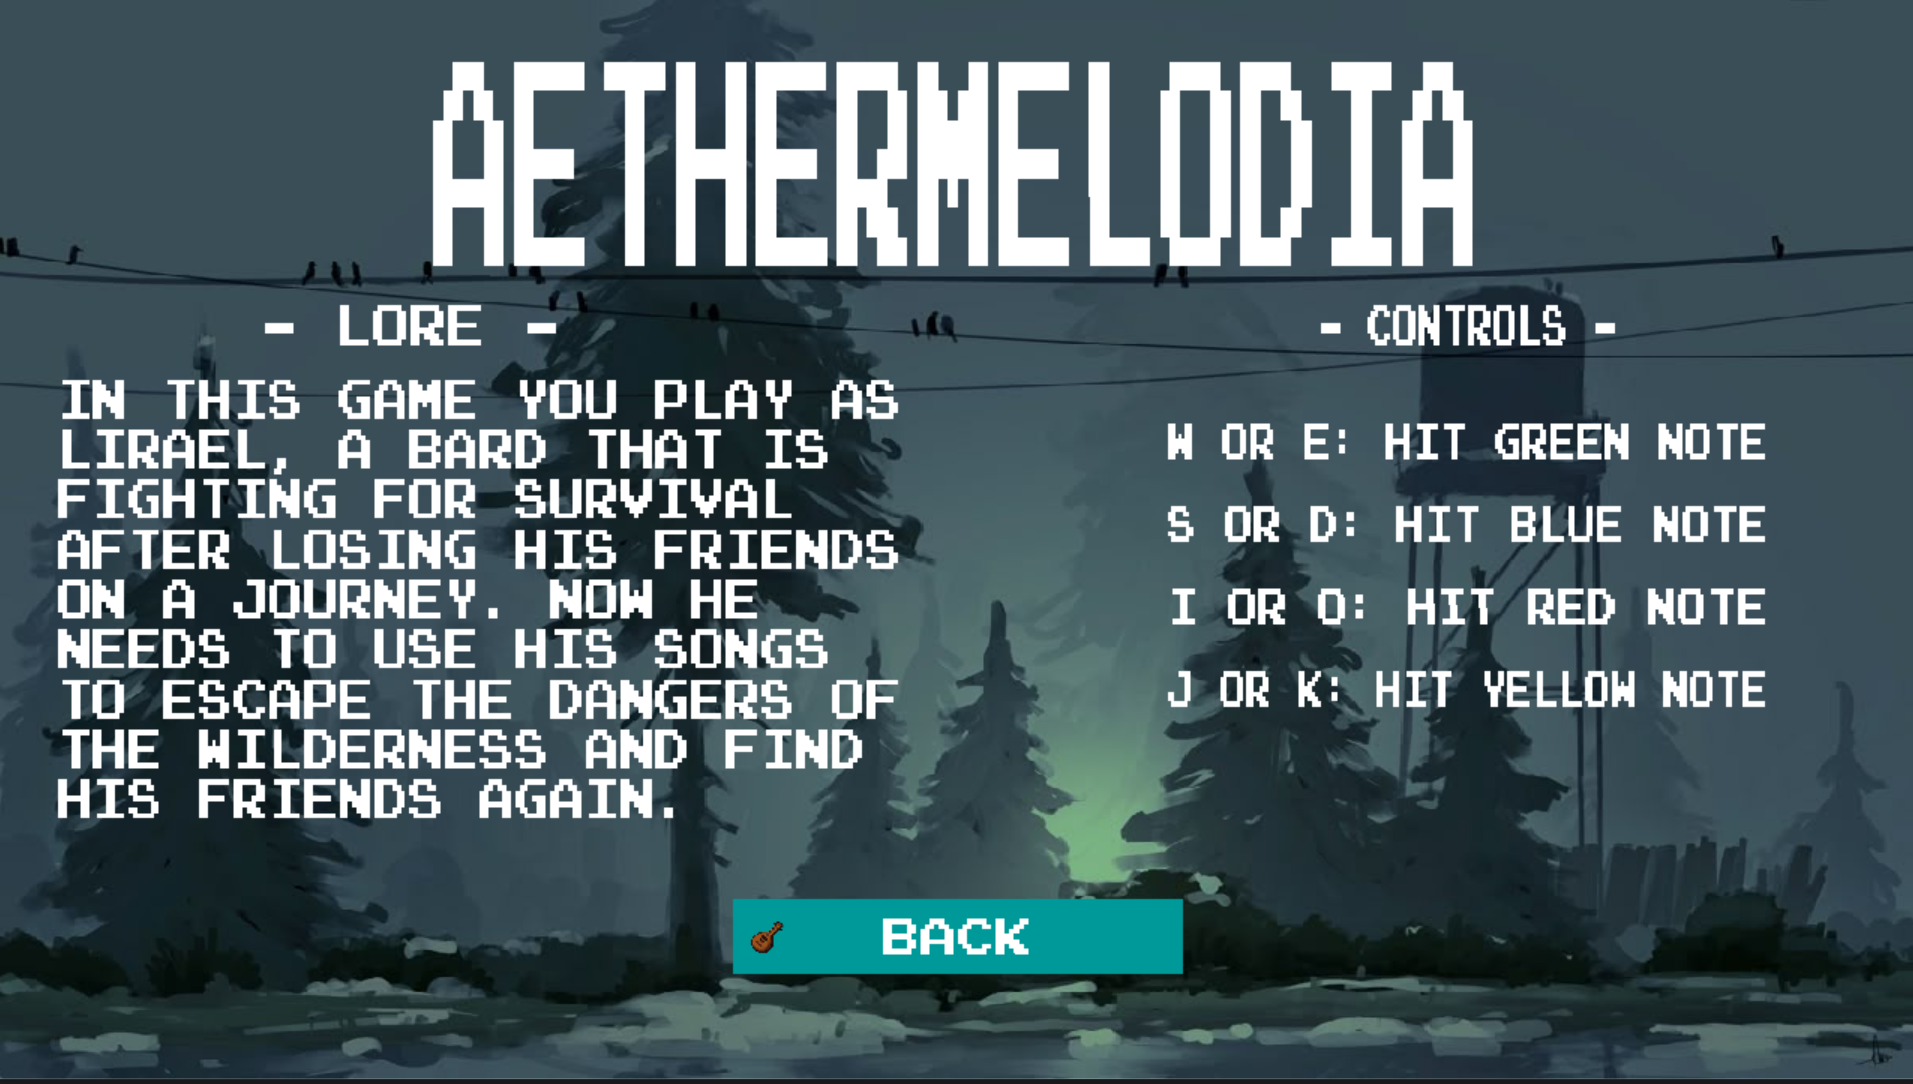 AETHERMELODIA
- LORE -
IN THIS GAME YOU PLAY AS
LIRAEL, A BARD THAT IS
FIGHTING FOR SURVIVAL
AFTER LOSING HIS FRIENDS
ON A JOURNEY. NOW HE
NEEDS TO USE HIS SONGS
TO ESCAPE THE DANGERS OF
THE WILDERNESS AND FIND
HIS FRIENDS AGAIN.
- CONTROLS -
W OR E: HIT GREEN NOTE
S OR D: HIT BLUE NOTE
I OR O: HIT RED NOTE
J OR K: HIT YELLOW NOTE
BACK